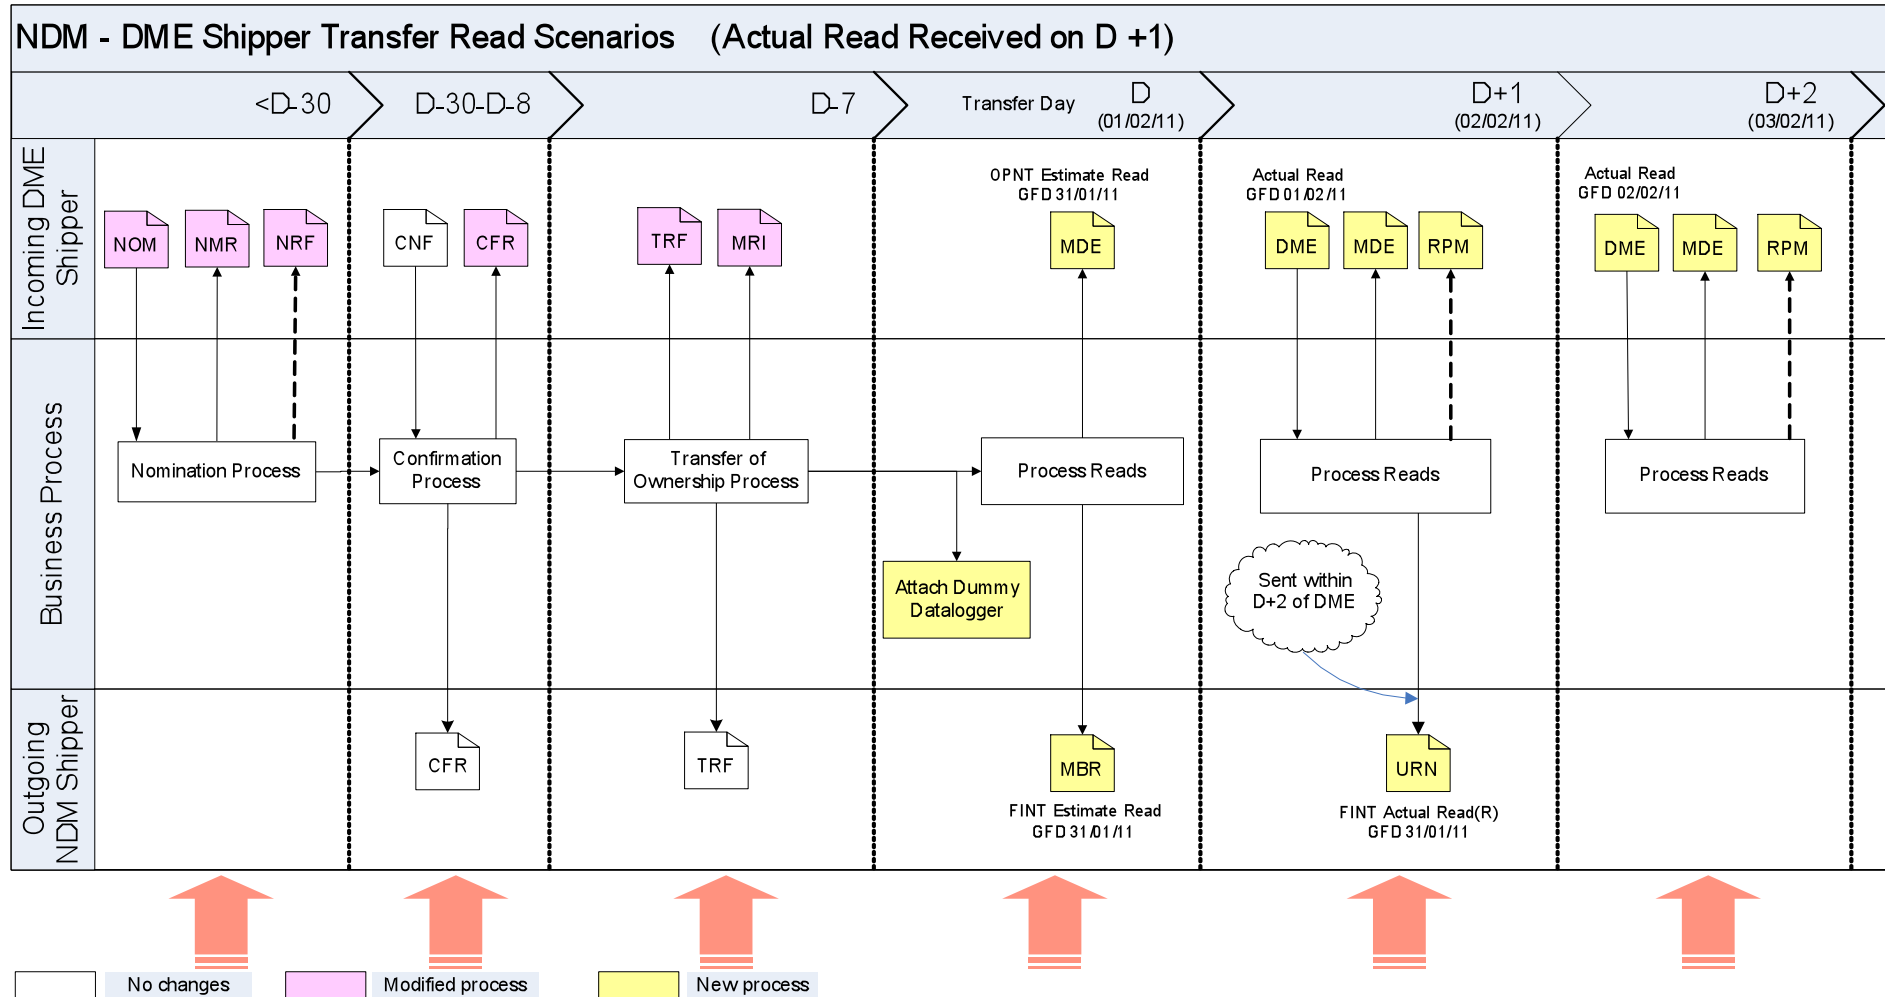 NDM - DME Shipper Transfer Read Scenarios (Actual Read Received on D +1)
<D-30
D-30-D-8
D-7
Transfer Day D
(01/02/11)
D+1
(02/02/11)
D+2
(03/02/11)
Incoming DME
Shipper
NOM
NMR
NRF
CNF
CFR
TRF
MRI
OPNT Estimate Read
GFD 31/01/11
MDE
Actual Read
GFD 01/02/11
DME
MDE
RPM
Actual Read
GFD 02/02/11
DME
MDE
RPM
Business Process
Nomination Process
Confirmation
Process
Transfer of
Ownership Process
Process Reads
Process Reads
Process Reads
Attach Dummy
Datalogger
Sent within
D+2 of DME
Outgoing
NDM Shipper
CFR
TRF
MBR
FINT Estimate Read
GFD 31/01/11
URN
FINT Actual Read(R)
GFD 31/01/11
No changes
Modified process
New process